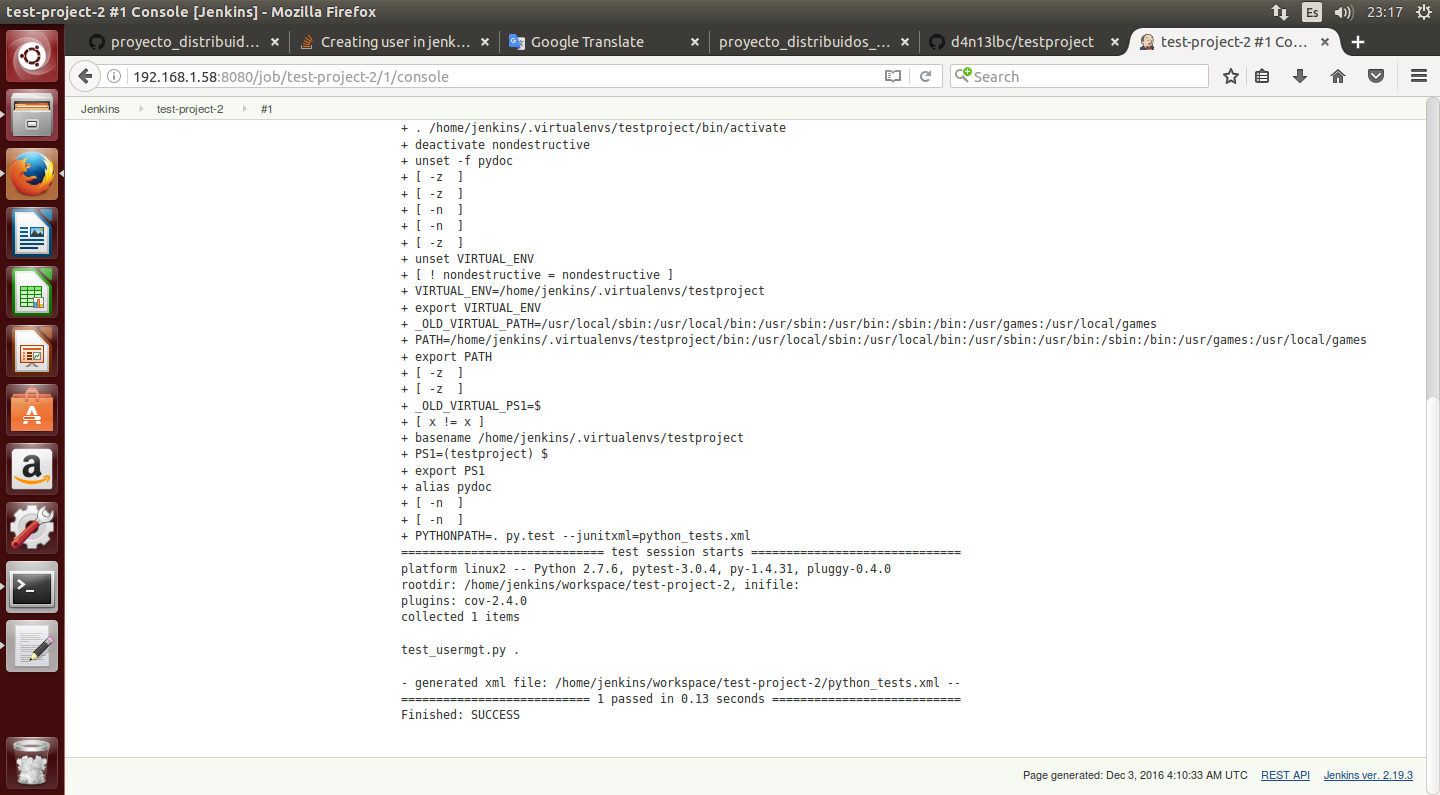 test-project-2 #1 Console [Jenkins] - Mozilla Firefox
Es
23:17
proyecto_distribuid...
Creating user in jenk...
Google Translate
proyecto_distribuidos_...
d4n13lbc/testproject
test-project-2 #1 Co...
192.168.1.58:8080/job/test-project-2/1/console
Search
Jenkins
test-project-2
#1
+ . /home/jenkins/.virtualenvs/testproject/bin/activate
+ deactivate nondestructive
+ unset -f pydoc
+ [ -z  ]
+ [ -z  ]
+ [ -n  ]
+ [ -n  ]
+ [ -z  ]
+ unset VIRTUAL_ENV
+ [ ! nondestructive = nondestructive ]
+ VIRTUAL_ENV=/home/jenkins/.virtualenvs/testproject
+ export VIRTUAL_ENV
+ _OLD_VIRTUAL_PATH=/usr/local/sbin:/usr/local/bin:/usr/sbin:/usr/bin:/sbin:/bin:/usr/games:/usr/local/games
+ PATH=/home/jenkins/.virtualenvs/testproject/bin:/usr/local/sbin:/usr/local/bin:/usr/sbin:/usr/bin:/sbin:/bin:/usr/games:/usr/local/games
+ export PATH
+ [ -z  ]
+ [ -z  ]
+ _OLD_VIRTUAL_PS1=$
+ [ x != x ]
+ basename /home/jenkins/.virtualenvs/testproject
+ PS1=(testproject) $
+ export PS1
+ alias pydoc
+ [ -n  ]
+ [ -n  ]
+ PYTHONPATH=. py.test --junitxml=python_tests.xml
============================= test session starts ==============================
platform linux2 -- Python 2.7.6, pytest-3.0.4, py-1.4.31, pluggy-0.4.0
rootdir: /home/jenkins/workspace/test-project-2, inifile:
plugins: cov-2.4.0
collected 1 items
test_usermgt.py .
- generated xml file: /home/jenkins/workspace/test-project-2/python_tests.xml --
=========================== 1 passed in 0.13 seconds ===========================
Finished: SUCCESS
Page generated: Dec 3, 2016 4:10:33 AM UTC
REST API
Jenkins ver. 2.19.3